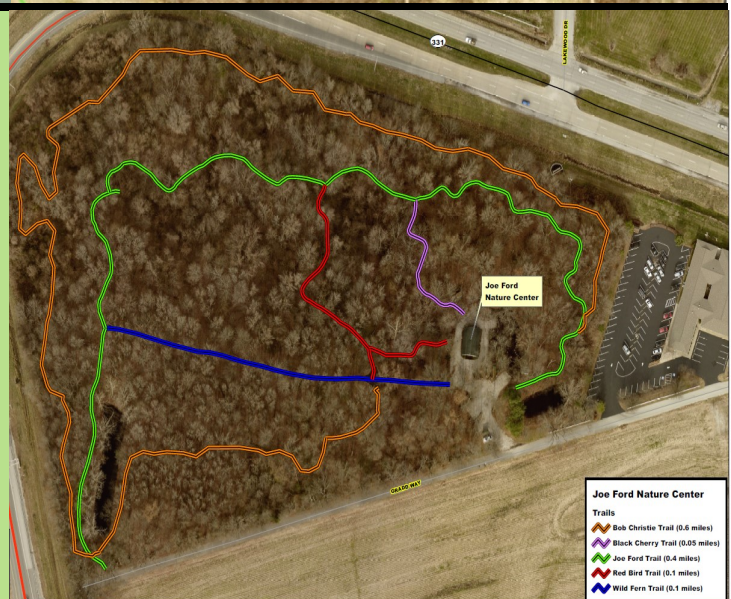 331
LAKEWOOD DR
Joe Ford
Nature Center
WAY
Joe Ford Nature Center
Trails
Bob Christie Trail (0.6 miles)
Black Cherry Trail (0.05 miles)
Joe Ford Trail (0.4 miles)
Red Bird Trail (0.1 miles)
Wild Fern Trail (0.1 miles)